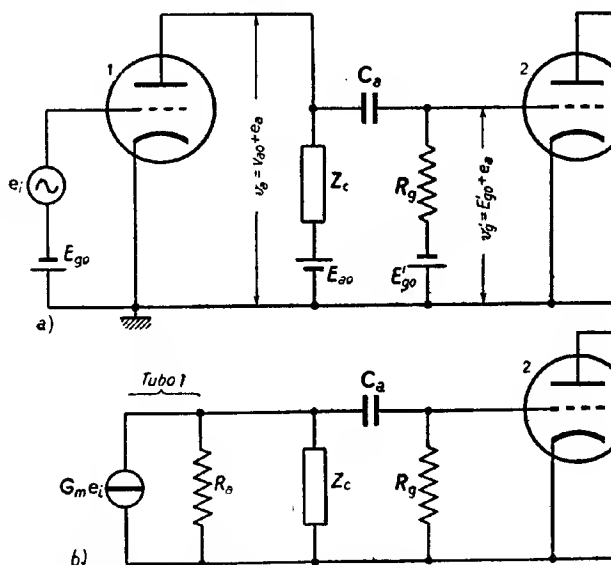 1
2
C_a
v_a = v_ao + e_a
e_i
Z_c
R_g
v'_g = E'_go + e_a
E_go
E_ao
E'_go
a)
Tubo 1
C_a
2
G_m e_i
R_a
Z_c
R_g
b)